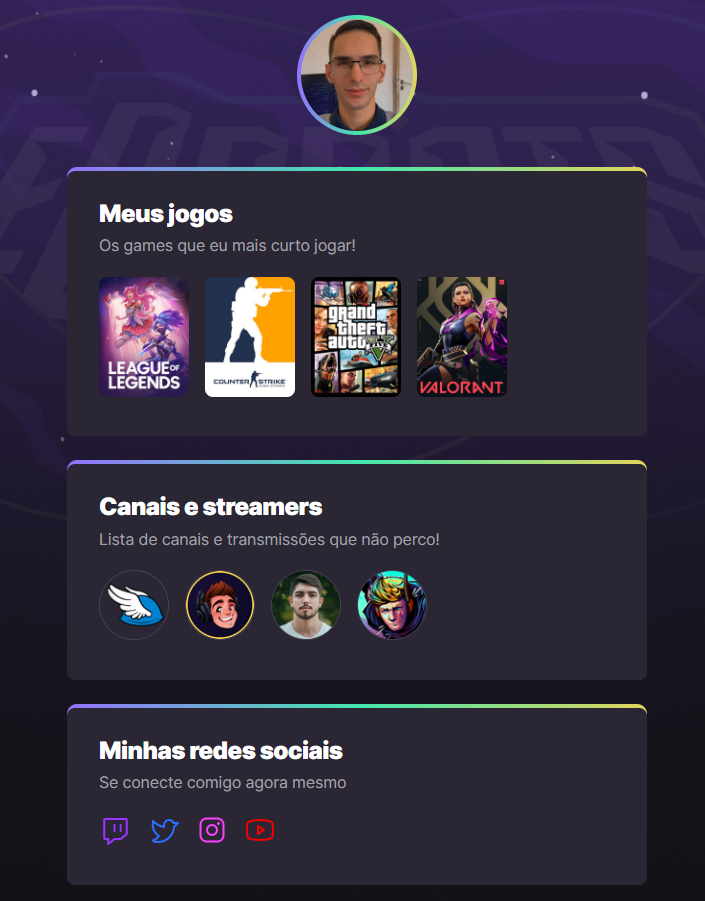 Meus jogos
Os games que eu mais curto jogar!
LEAGUE OF
LEGENDS
COUNTER STRIKE
grand
theft
auto
FIVE
VALORANT
Canais e streamers
Lista de canais e transmissões que não perco!
Minhas redes sociais
Se conecte comigo agora mesmo